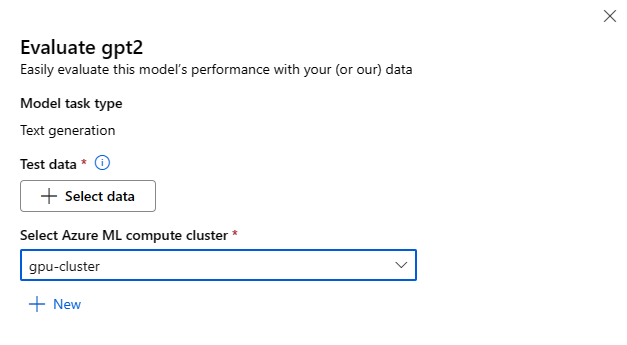 Evaluate gpt2
Easily evaluate this model's performance with your (or our) data
Model task type
Text generation
Test data *
Select data
Select Azure ML compute cluster *
gpu-cluster
New